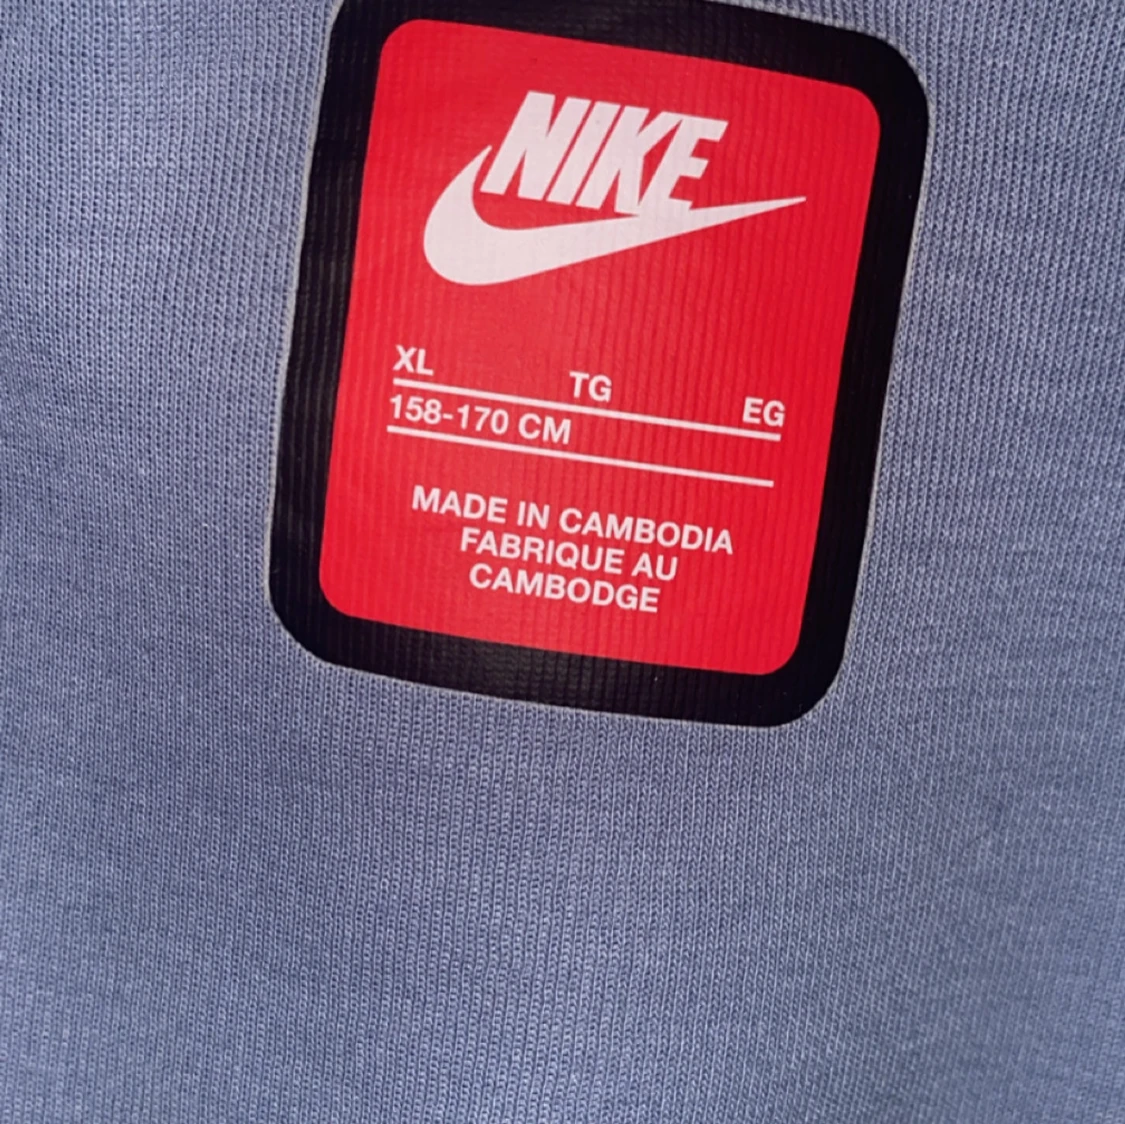 NIKE
XL TG EG
158-170 CM
MADE IN CAMBODIA
FABRIQUE AU
CAMBODGE